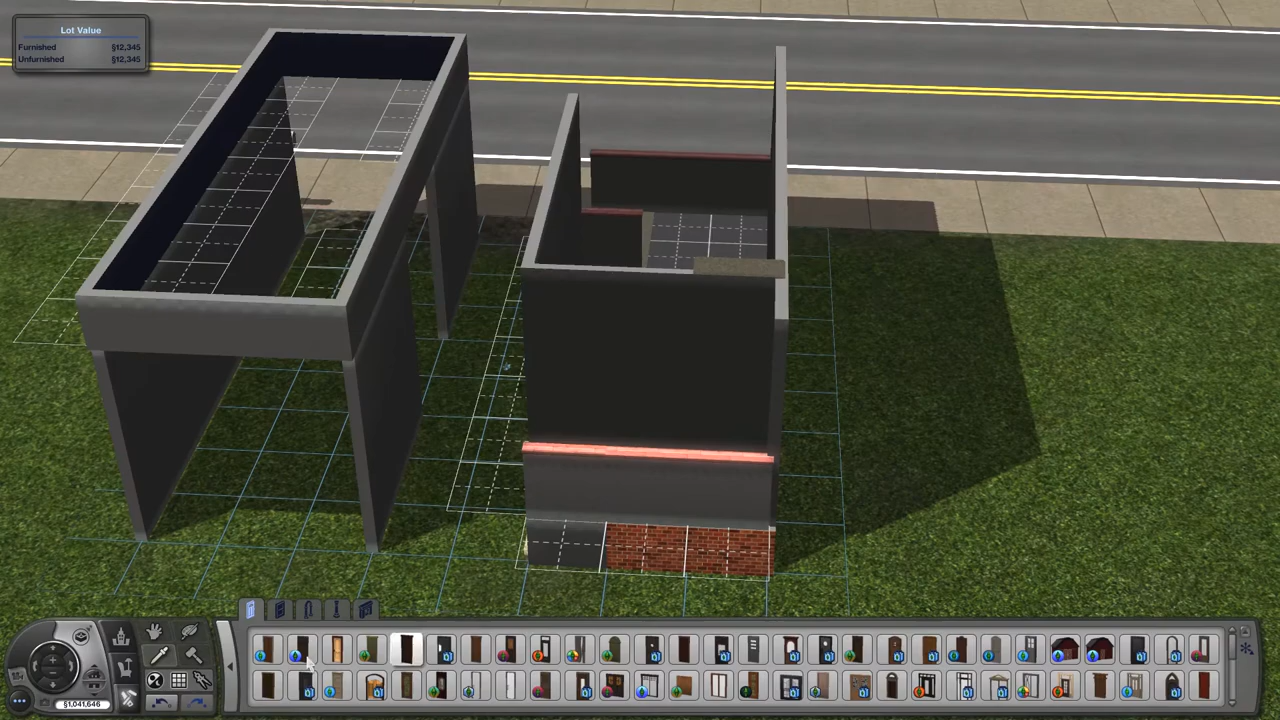 Lot Value
Furnished §12,345
Unfurnished §12,345
§1,041,646